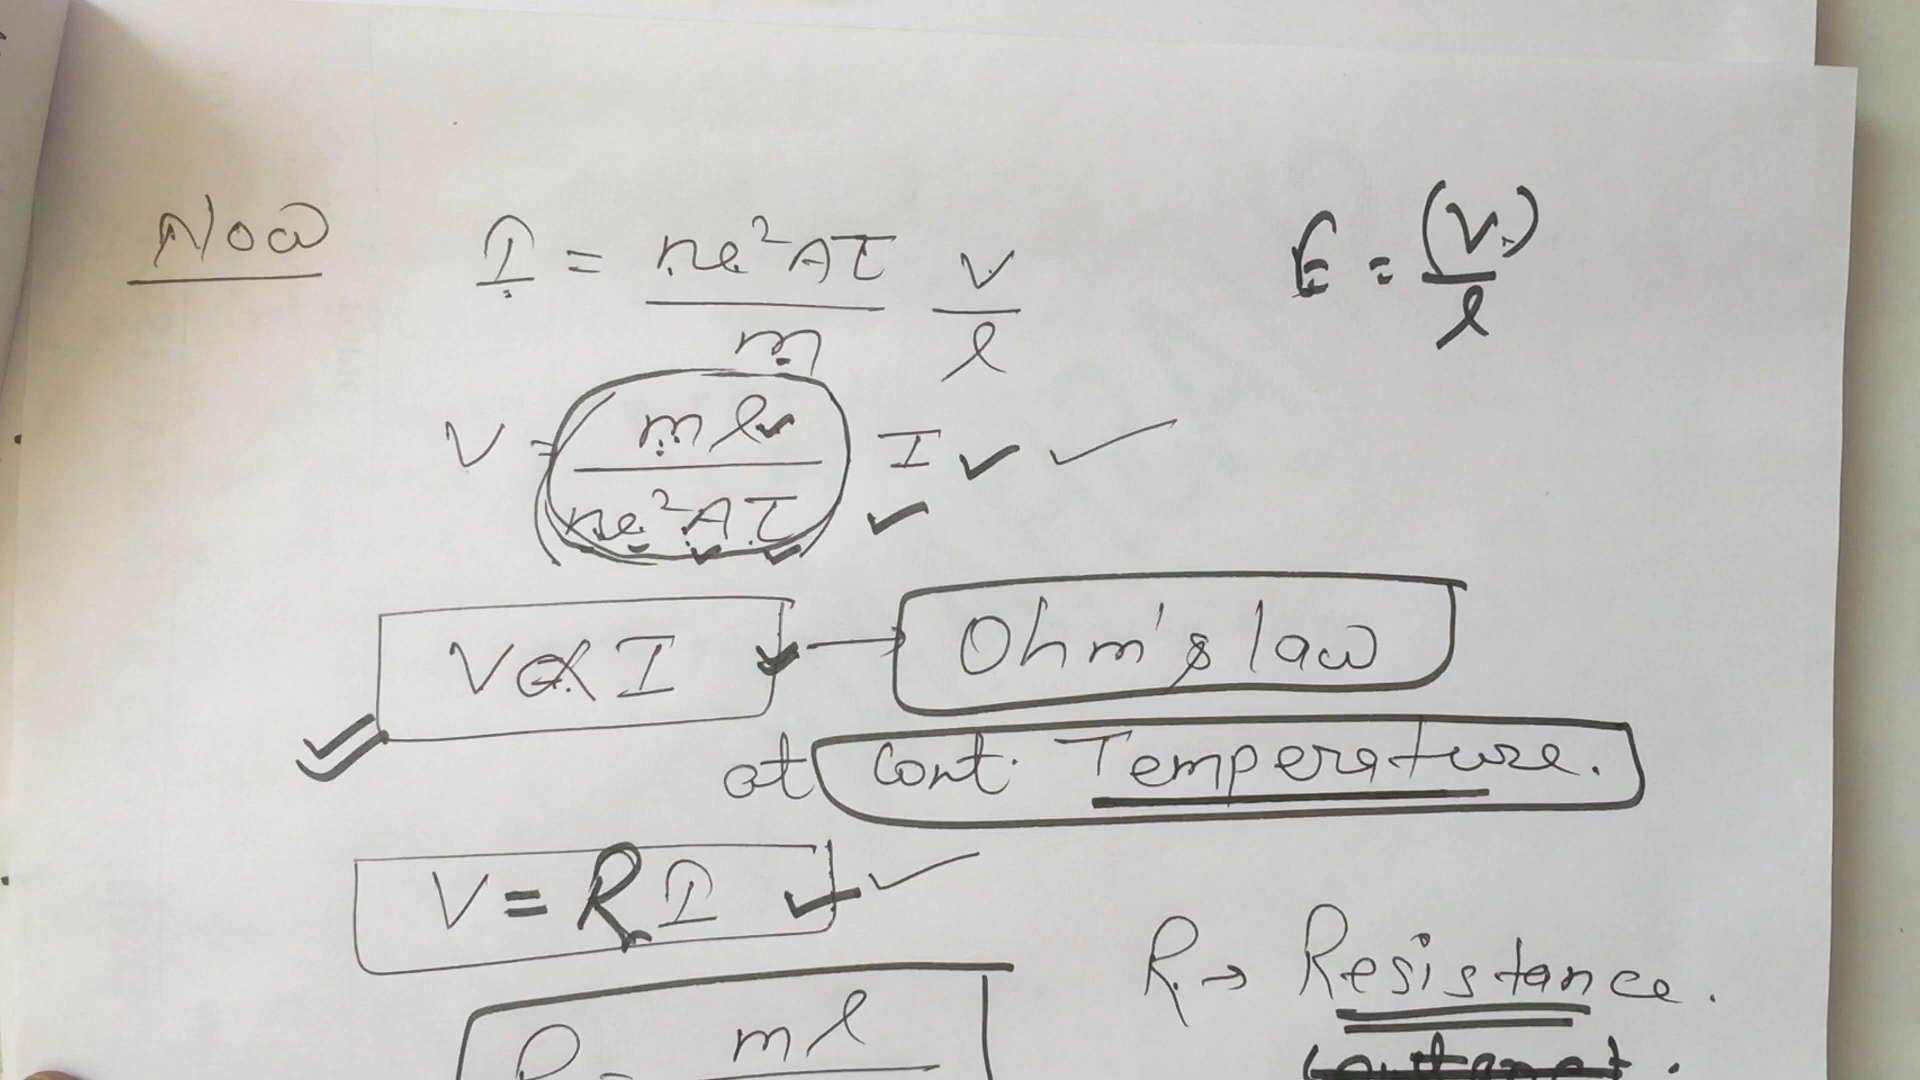 Now I = ne²Aτ/m V/l E = (V)/l
V = ml/ne²Aτ I
V∝I Ohm's law
at cont. Temperature.
V = RI
R → Resistance.
R = ml